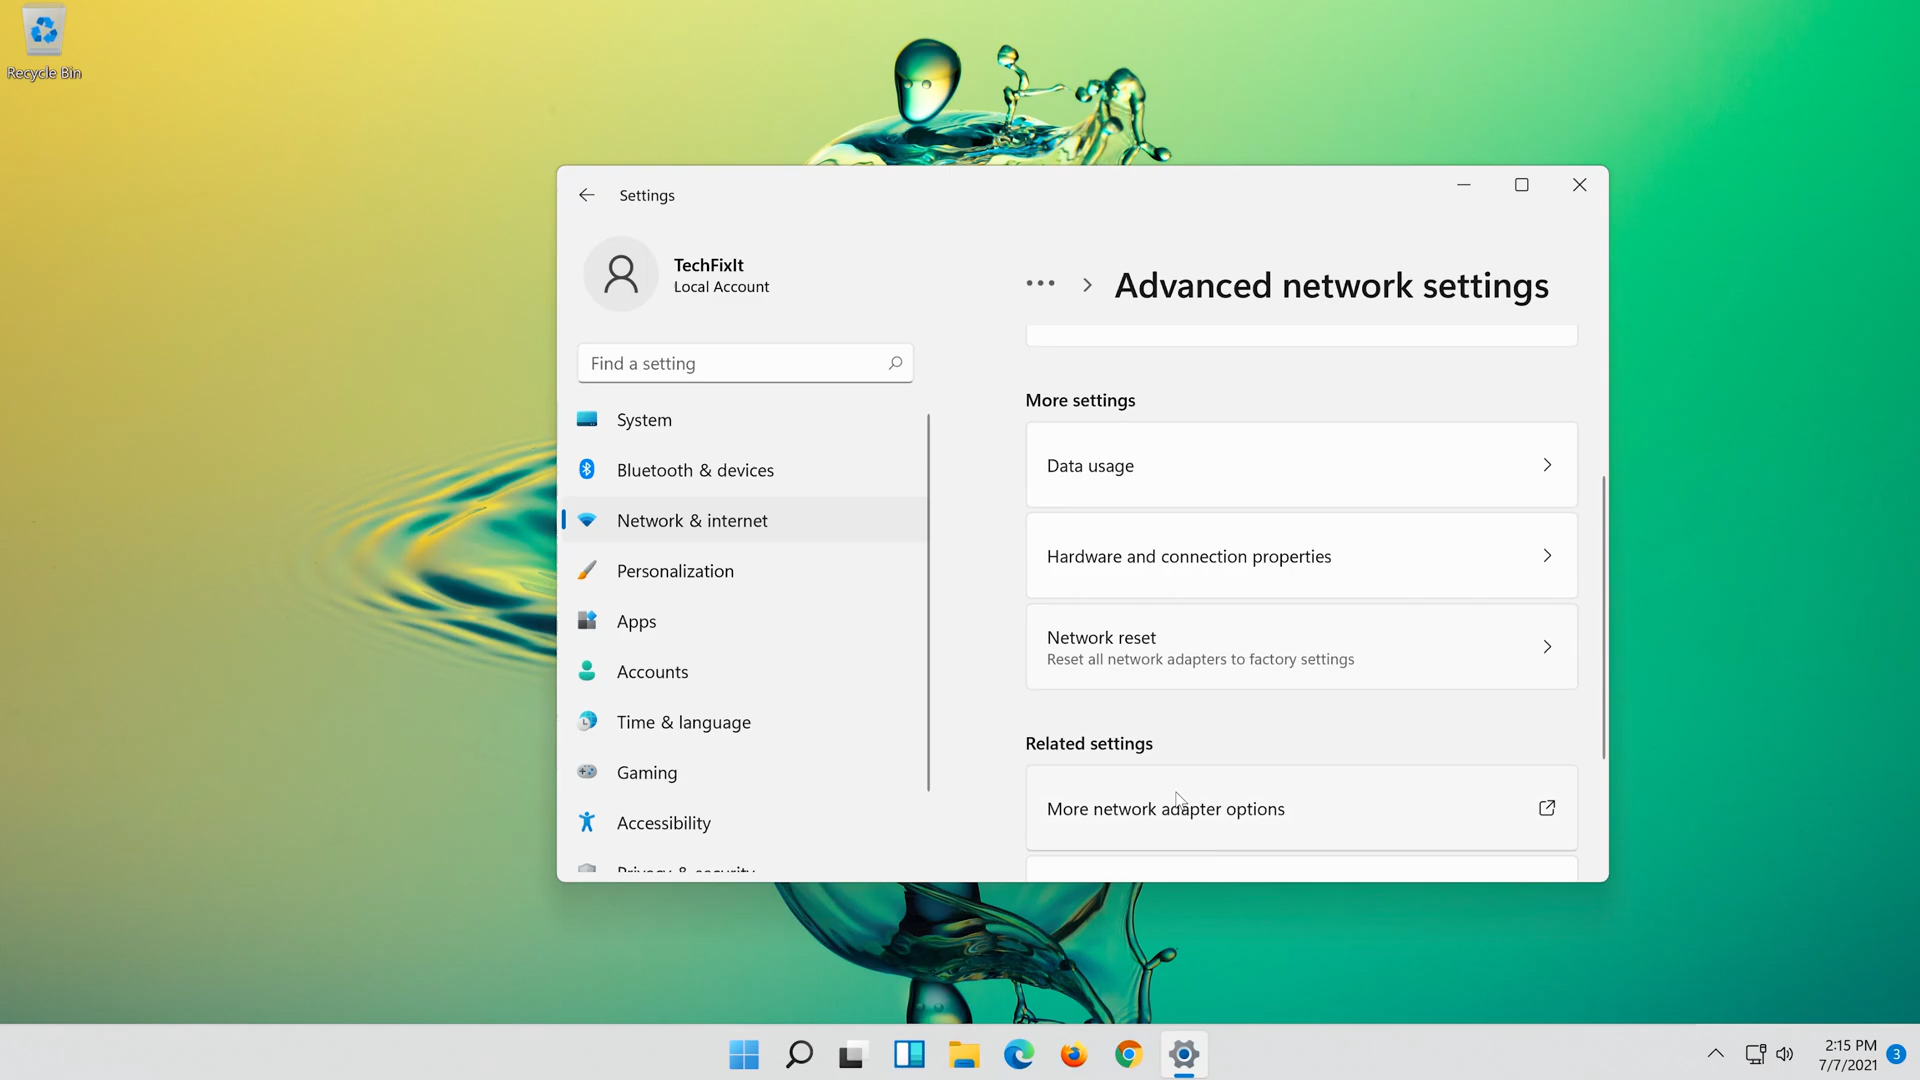 Recycle Bin
Settings
TechFixIt
Local Account
Find a setting
System
Bluetooth & devices
Network & internet
Personalization
Apps
Accounts
Time & language
Gaming
Accessibility
Privacy & security
Advanced network settings
More settings
Data usage
Hardware and connection properties
Network reset
Reset all network adapters to factory settings
Related settings
More network adapter options
2:15 PM
7/7/2021
3